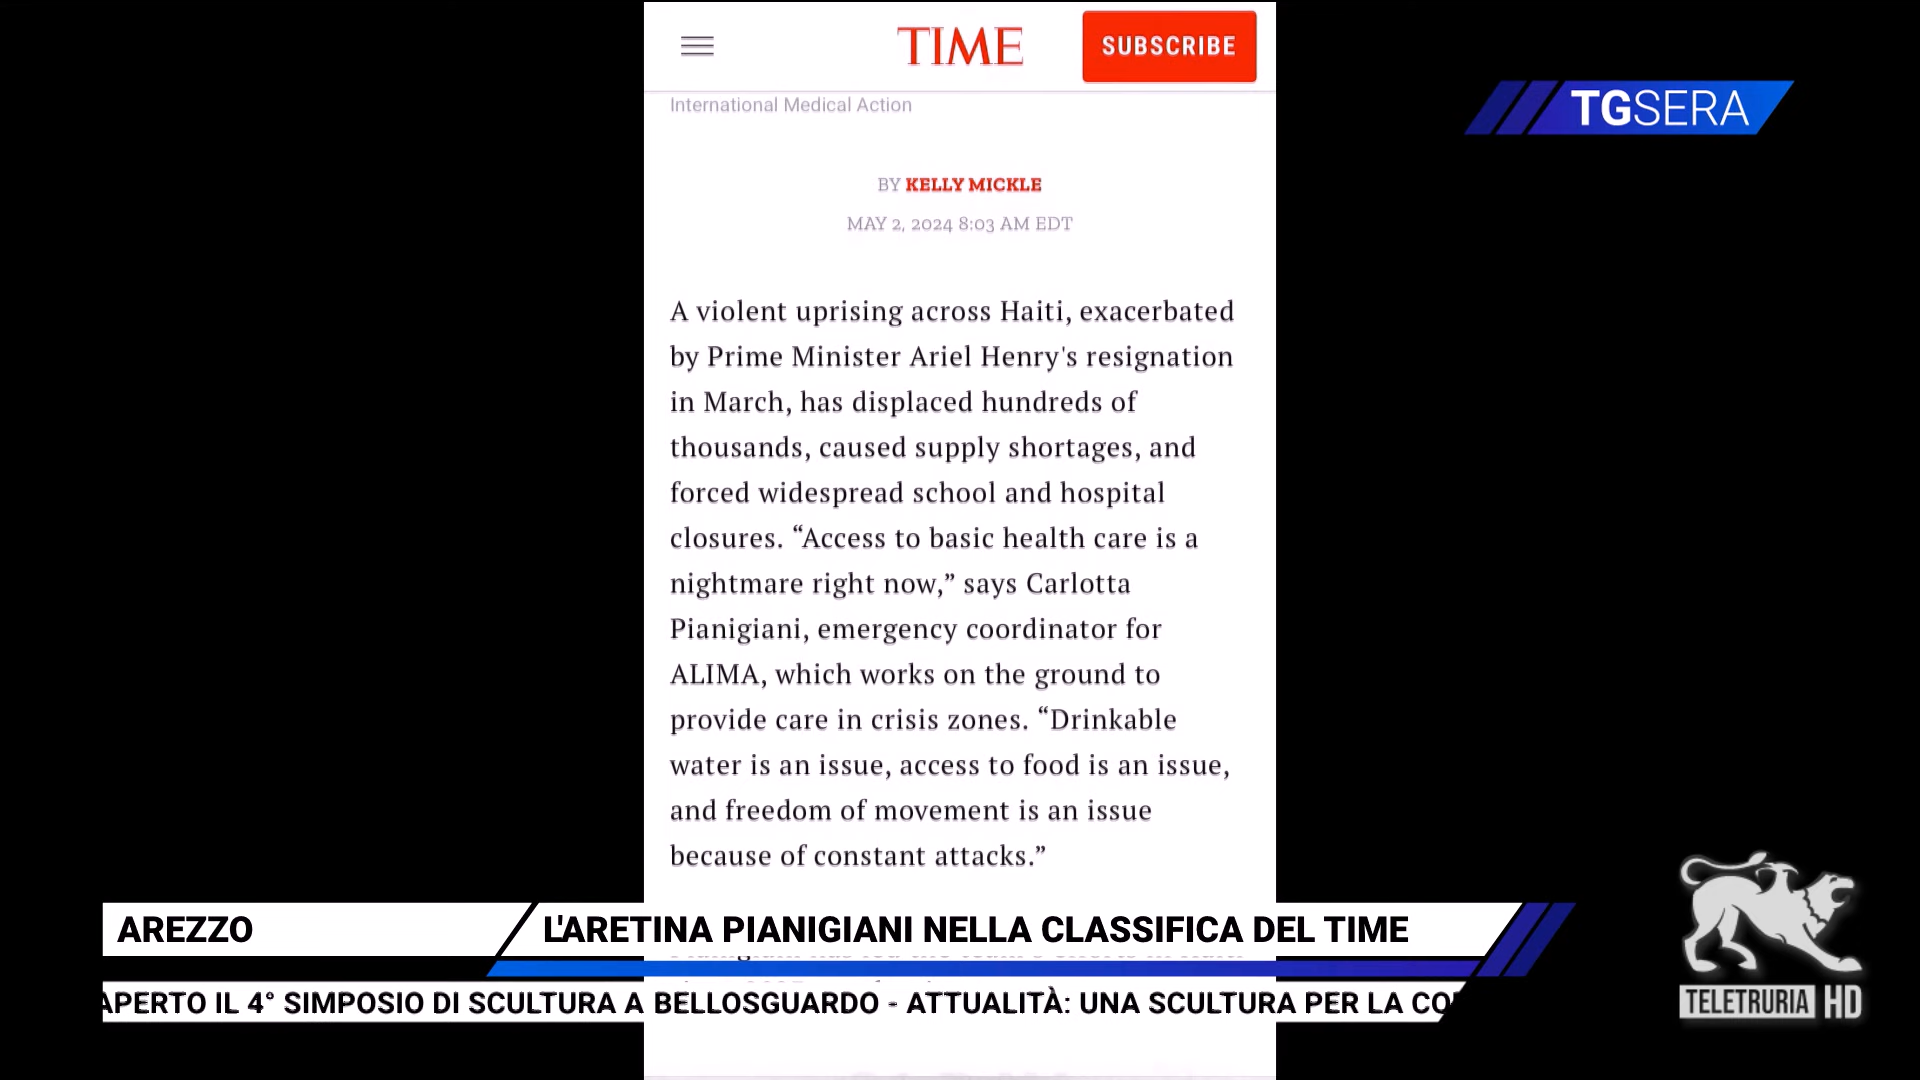 TIME
SUBSCRIBE
International Medical Action
TGSERA
BY KELLY MICKLE
MAY 2, 2024 8:03 AM EDT
A violent uprising across Haiti, exacerbated
by Prime Minister Ariel Henry's resignation
in March, has displaced hundreds of
thousands, caused supply shortages, and
forced widespread school and hospital
closures. “Access to basic health care is a
nightmare right now,” says Carlotta
Pianigiani, emergency coordinator for
ALIMA, which works on the ground to
provide care in crisis zones. “Drinkable
water is an issue, access to food is an issue,
and freedom of movement is an issue
because of constant attacks.”
AREZZO
L'ARETINA PIANIGIANI NELLA CLASSIFICA DEL TIME
APERTO IL 4° SIMPOSIO DI SCULTURA A BELLOSGUARDO - ATTUALITÀ: UNA SCULTURA PER LA
TELETRURIA HD